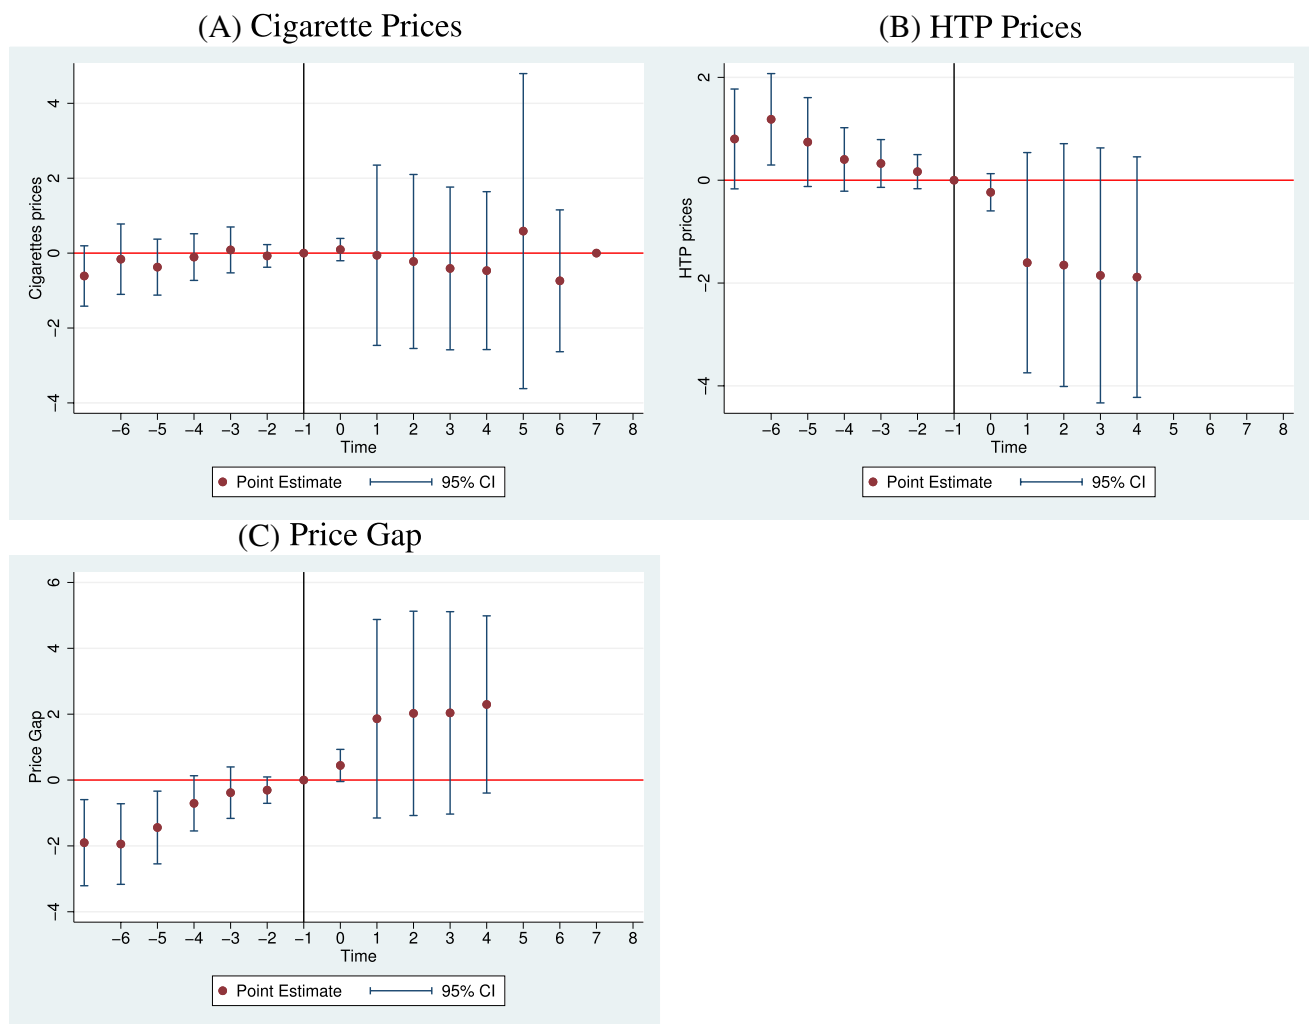 (A) Cigarette Prices
Cigarettes prices
4
2
0
−2
−4
−6 −5 −4 −3 −2 −1 0 1 2 3 4 5 6 7 8
Time
Point Estimate 95% CI
(B) HTP Prices
HTP prices
2
0
−2
−4
−6 −5 −4 −3 −2 −1 0 1 2 3 4 5 6 7 8
Time
Point Estimate 95% CI
(C) Price Gap
Price Gap
6
4
2
0
−2
−4
−6 −5 −4 −3 −2 −1 0 1 2 3 4 5 6 7 8
Time
Point Estimate 95% CI